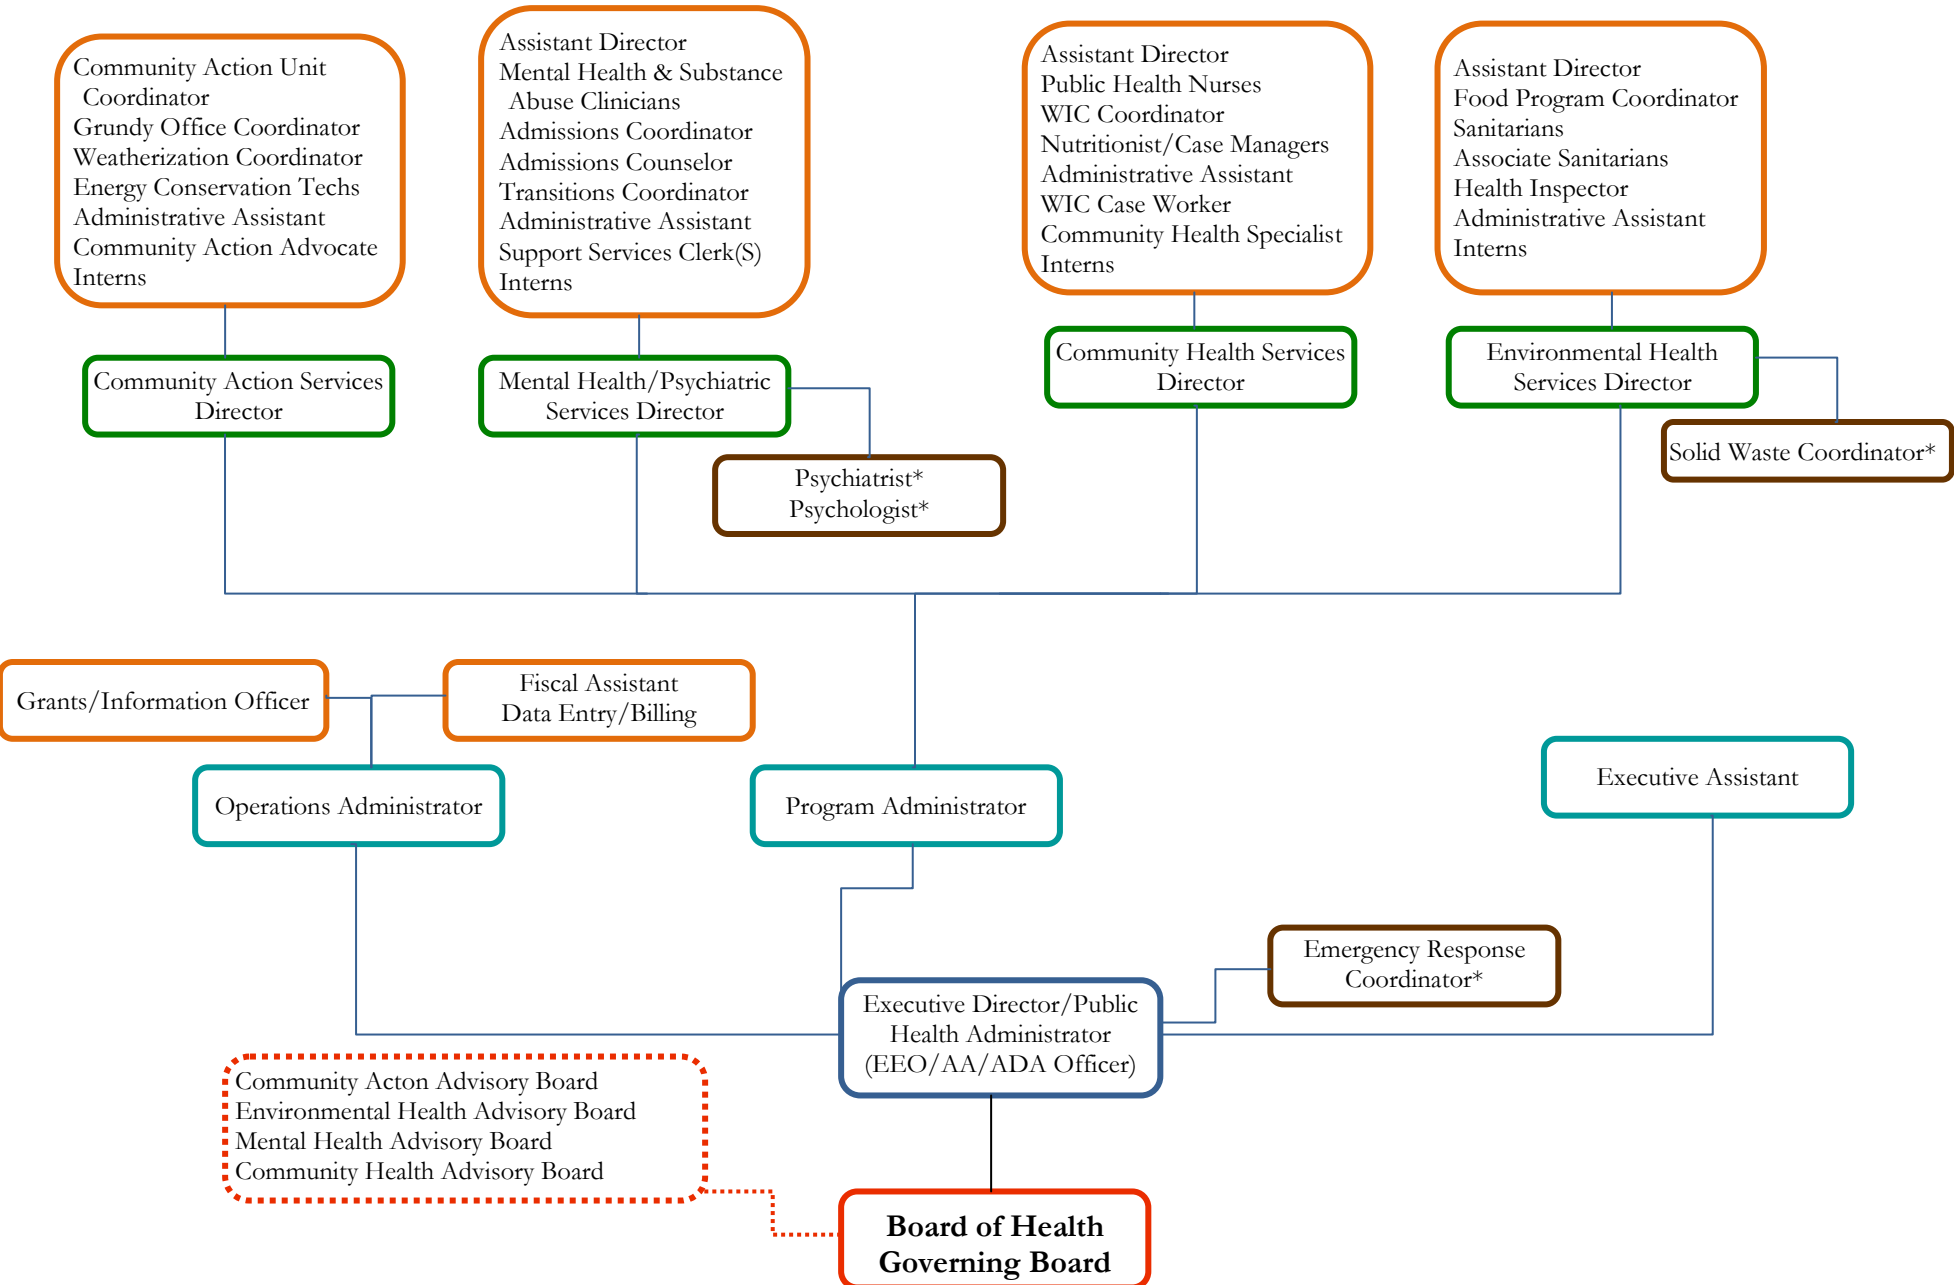 Community Action Unit
Coordinator
Grundy Office Coordinator
Weatherization Coordinator
Energy Conservation Techs
Administrative Assistant
Community Action Advocate
Interns
Assistant Director
Mental Health & Substance
Abuse Clinicians
Admissions Coordinator
Admissions Counselor
Transitions Coordinator
Administrative Assistant
Support Services Clerk(S)
Interns
Assistant Director
Public Health Nurses
WIC Coordinator
Nutritionist/Case Managers
Administrative Assistant
WIC Case Worker
Community Health Specialist
Interns
Assistant Director
Food Program Coordinator
Sanitarians
Associate Sanitarians
Health Inspector
Administrative Assistant
Interns
Community Action Services
Director
Mental Health/Psychiatric
Services Director
Community Health Services
Director
Environmental Health
Services Director
Psychiatrist*
Psychologist*
Solid Waste Coordinator*
Grants/Information Officer
Fiscal Assistant
Data Entry/Billing
Operations Administrator
Program Administrator
Executive Assistant
Emergency Response
Coordinator*
Executive Director/Public
Health Administrator
(EEO/AA/ADA Officer)
Community Acton Advisory Board
Environmental Health Advisory Board
Mental Health Advisory Board
Community Health Advisory Board
Board of Health
Governing Board